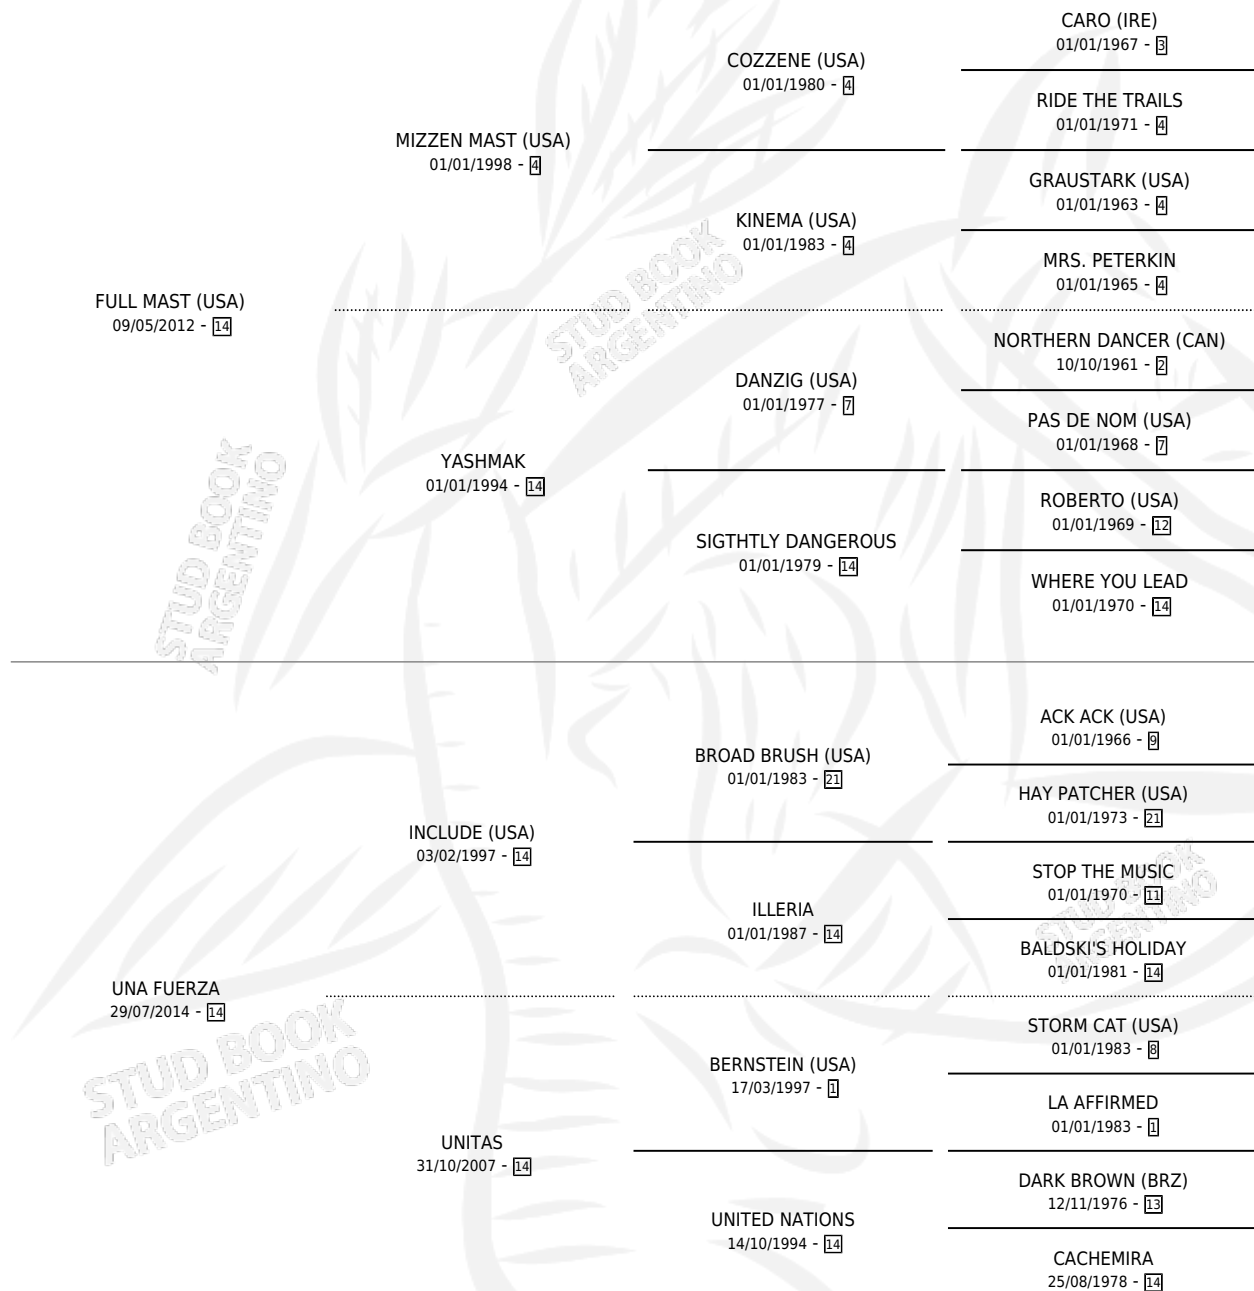 CARO (IRE)
01/01/1967 - 3
COZZENE (USA)
01/01/1980 - 4
RIDE THE TRAILS
01/01/1971 - 4
MIZZEN MAST (USA)
01/01/1998 - 4
GRAUSTARK (USA)
01/01/1963 - 4
KINEMA (USA)
01/01/1983 - 4
MRS. PETERKIN
01/01/1965 - 4
FULL MAST (USA)
09/05/2012 - 14
NORTHERN DANCER (CAN)
10/10/1961 - 2
DANZIG (USA)
01/01/1977 - 7
PAS DE NOM (USA)
01/01/1968 - 7
YASHMAK
01/01/1994 - 14
ROBERTO (USA)
01/01/1969 - 12
SIGTHTLY DANGEROUS
01/01/1979 - 14
WHERE YOU LEAD
01/01/1970 - 14
ACK ACK (USA)
01/01/1966 - 9
BROAD BRUSH (USA)
01/01/1983 - 21
HAY PATCHER (USA)
01/01/1973 - 21
INCLUDE (USA)
03/02/1997 - 14
STOP THE MUSIC
01/01/1970 - 11
ILLERIA
01/01/1987 - 14
BALDSKI'S HOLIDAY
01/01/1981 - 14
UNA FUERZA
29/07/2014 - 14
STORM CAT (USA)
01/01/1983 - 8
BERNSTEIN (USA)
17/03/1997 - 1
LA AFFIRMED
01/01/1983 - 1
UNITAS
31/10/2007 - 14
DARK BROWN (BRZ)
12/11/1976 - 13
UNITED NATIONS
14/10/1994 - 14
CACHEMIRA
25/08/1978 - 14
STUD BOOK
ARGENTINO
STUD BOOK
ARGENTINO
STUD BOOK
ARGENTINO
STUD BOOK
ARGENTINO